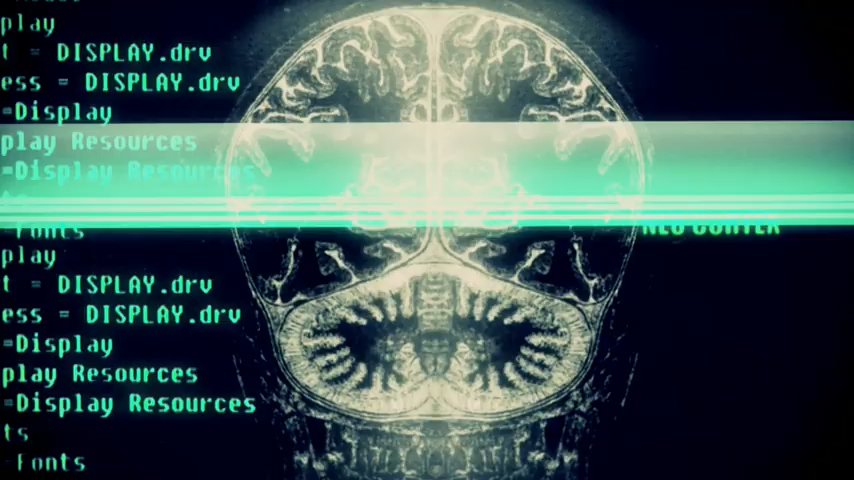 play
t = DISPLAY.drv
ess = DISPLAY.drv
=Display
play Resources
=Display Resources
Fonts
NEO CORTEX
play
t = DISPLAY.drv
ess = DISPLAY.drv
=Display
play Resources
=Display Resources
ts
Fonts